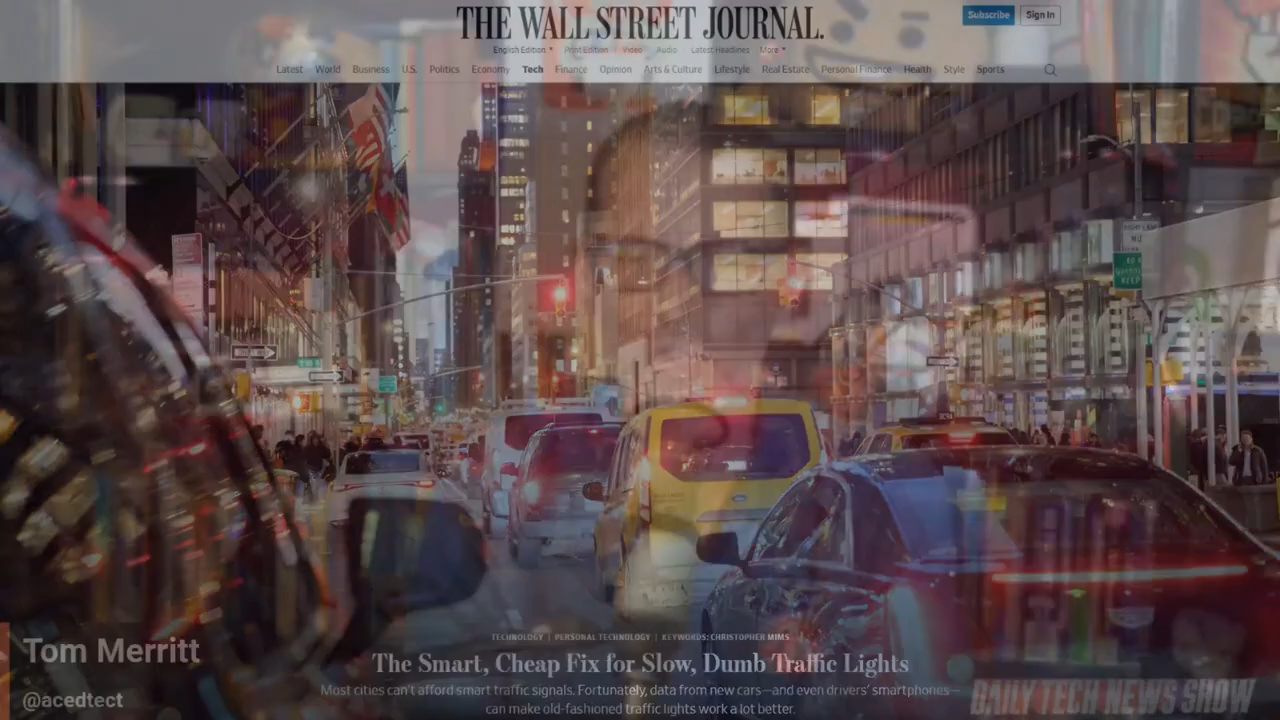 THE WALL STREET JOURNAL.
Subscribe
Sign In
English Edition
Print Edition
Video
Audio
Latest Headlines
More
Latest
World
Business
U.S.
Politics
Economy
Tech
Finance
Opinion
Arts & Culture
Lifestyle
Real Estate
Personal Finance
Health
Style
Sports
TECHNOLOGY | PERSONAL TECHNOLOGY | KEYWORDS: CHRISTOPHER MIMS
The Smart, Cheap Fix for Slow, Dumb Traffic Lights
Most cities can't afford smart traffic signals. Fortunately, data from new cars—and even drivers' smartphones—
can make old-fashioned traffic lights work a lot better.
Tom Merritt
@acedtect
DAILY TECH NEWS SHOW